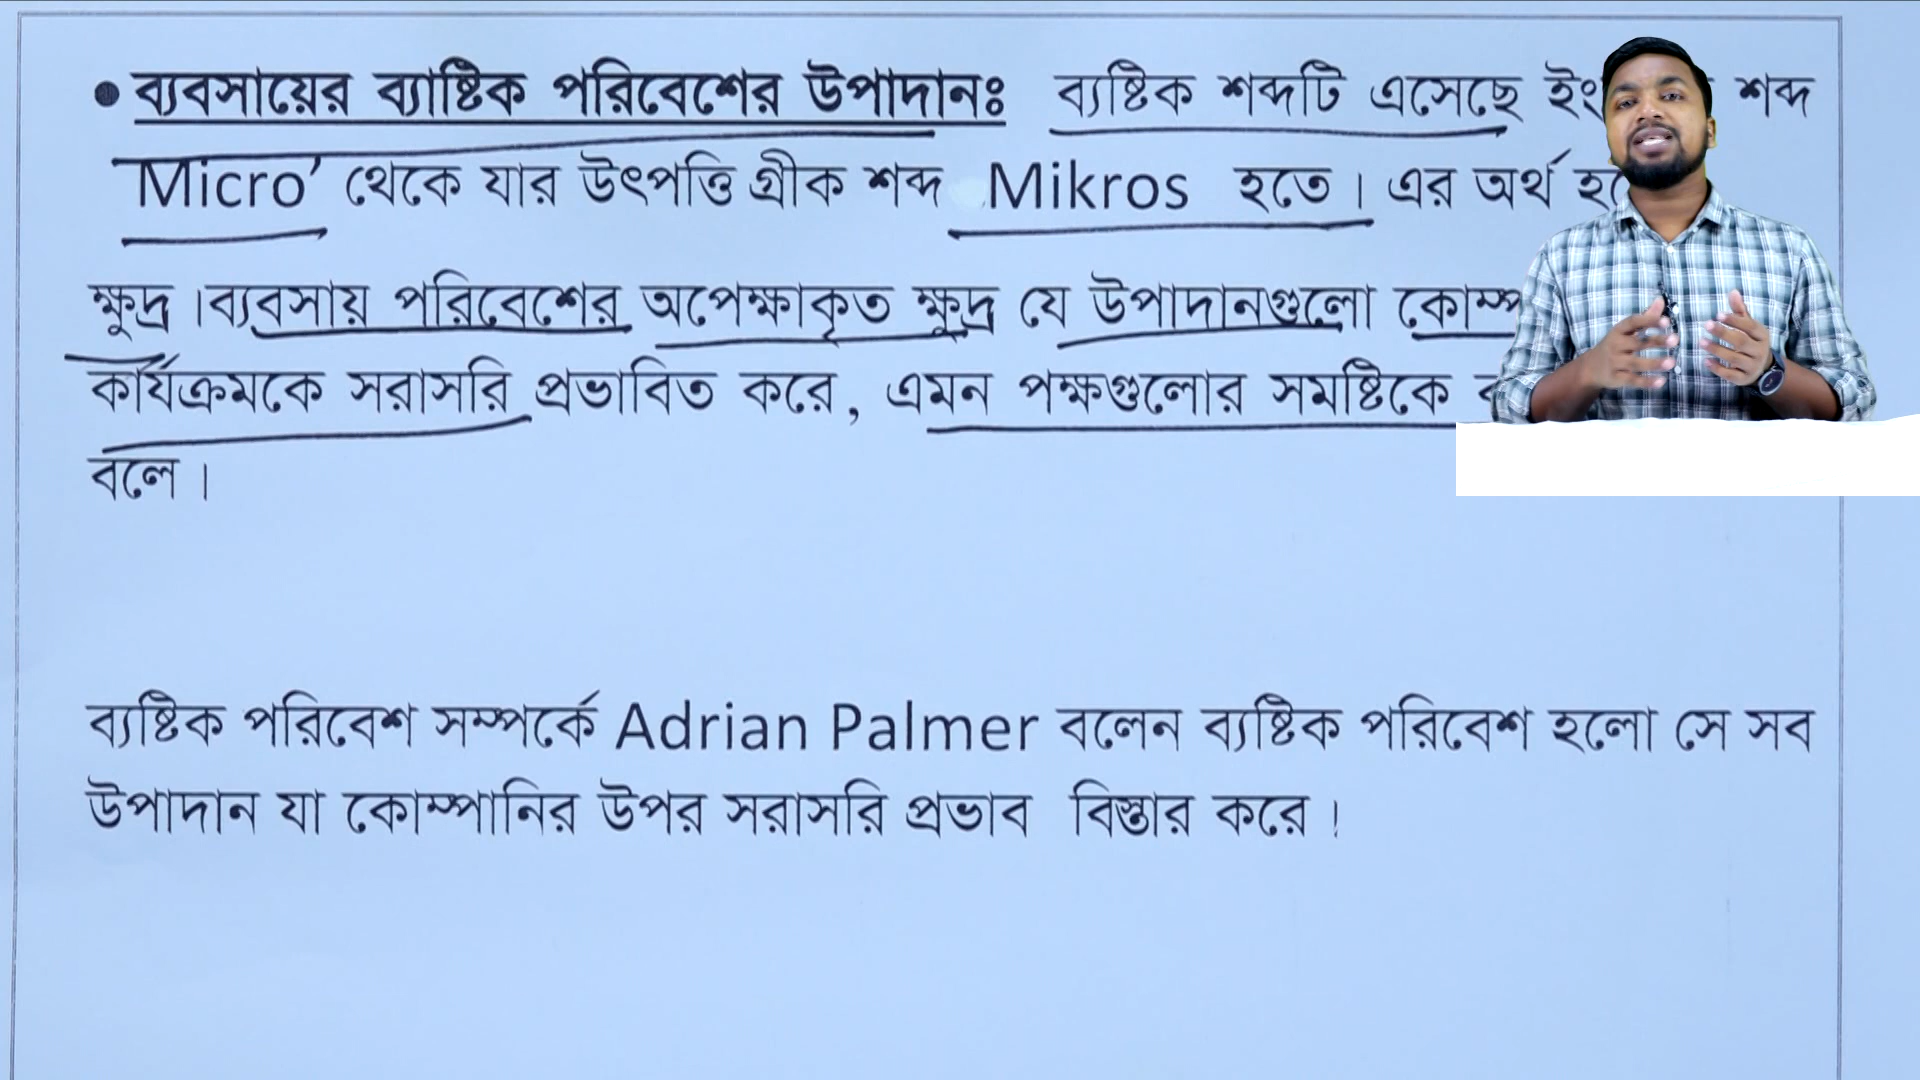 • ব্যবসায়ের ব্যাষ্টিক পরিবেশের উপাদানঃ ব্যষ্টিক শব্দটি এসেছে শব্দ
'Micro' থেকে যার উৎপত্তি গ্রীক শব্দ Mikros হতে। এর অর্থ
ক্ষুদ্র।ব্যবসায় পরিবেশের অপেক্ষাকৃত ক্ষুদ্র যে উপাদানগুলো
কার্যক্রমকে সরাসরি প্রভাবিত করে, এমন পক্ষগুলোর সমষ্টিকে
বলে।
ব্যষ্টিক পরিবেশ সম্পর্কে Adrian Palmer বলেন ব্যষ্টিক পরিবেশ হলো সে সব
উপাদান যা কোম্পানির উপর সরাসরি প্রভাব বিস্তার করে।